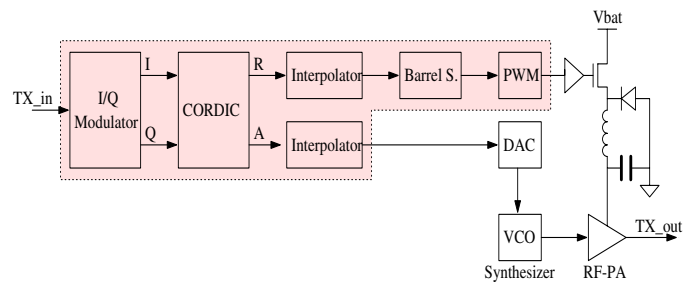 Vbat
I
R
Interpolator
Barrel S.
PWM
TX_in
I/Q
Modulator
CORDIC
Q
A
Interpolator
DAC
VCO
TX_out
Synthesizer
RF-PA